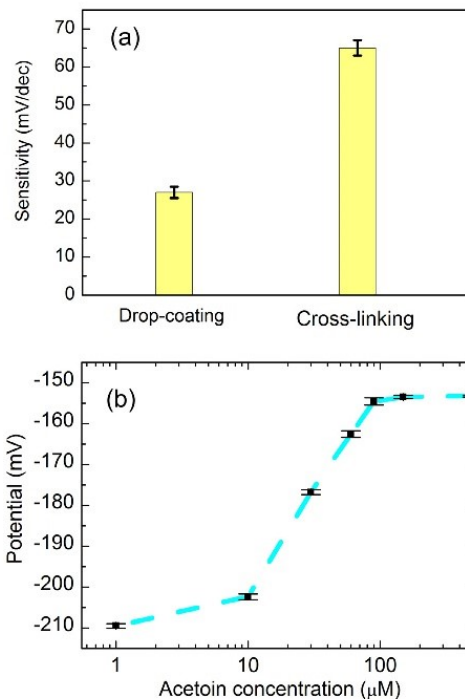 (a)
Sensitivity (mV/dec)
70
60
50
40
30
20
10
0
Drop-coating Cross-linking
(b)
Potential (mV)
-150
-160
-170
-180
-190
-200
-210
1 10 100
Acetoin concentration (μM)